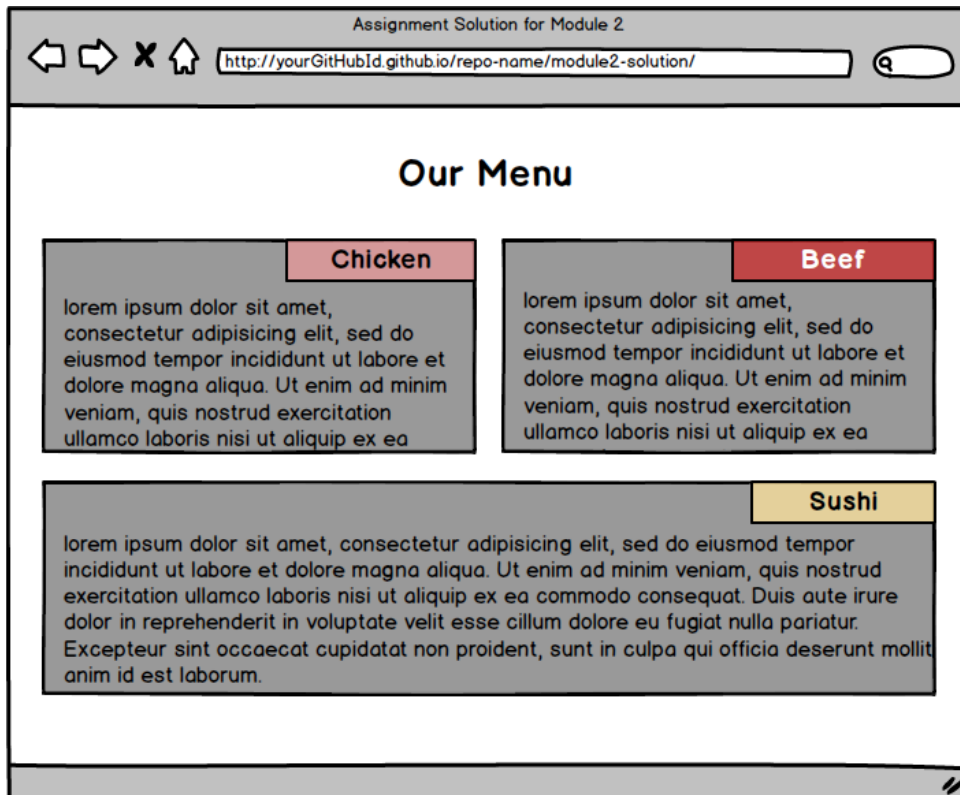 Assignment Solution for Module 2
http://yourGitHubId.github.io/repo-name/module2-solution/
Our Menu
Chicken
lorem ipsum dolor sit amet,
consectetur adipisicing elit, sed do
eiusmod tempor incididunt ut labore et
dolore magna aliqua. Ut enim ad minim
veniam, quis nostrud exercitation
ullamco laboris nisi ut aliquip ex ea
Beef
lorem ipsum dolor sit amet,
consectetur adipisicing elit, sed do
eiusmod tempor incididunt ut labore et
dolore magna aliqua. Ut enim ad minim
veniam, quis nostrud exercitation
ullamco laboris nisi ut aliquip ex ea
Sushi
lorem ipsum dolor sit amet, consectetur adipisicing elit, sed do eiusmod tempor
incididunt ut labore et dolore magna aliqua. Ut enim ad minim veniam, quis nostrud
exercitation ullamco laboris nisi ut aliquip ex ea commodo consequat. Duis aute irure
dolor in reprehenderit in voluptate velit esse cillum dolore eu fugiat nulla pariatur.
Excepteur sint occaecat cupidatat non proident, sunt in culpa qui officia deserunt mollit
anim id est laborum.